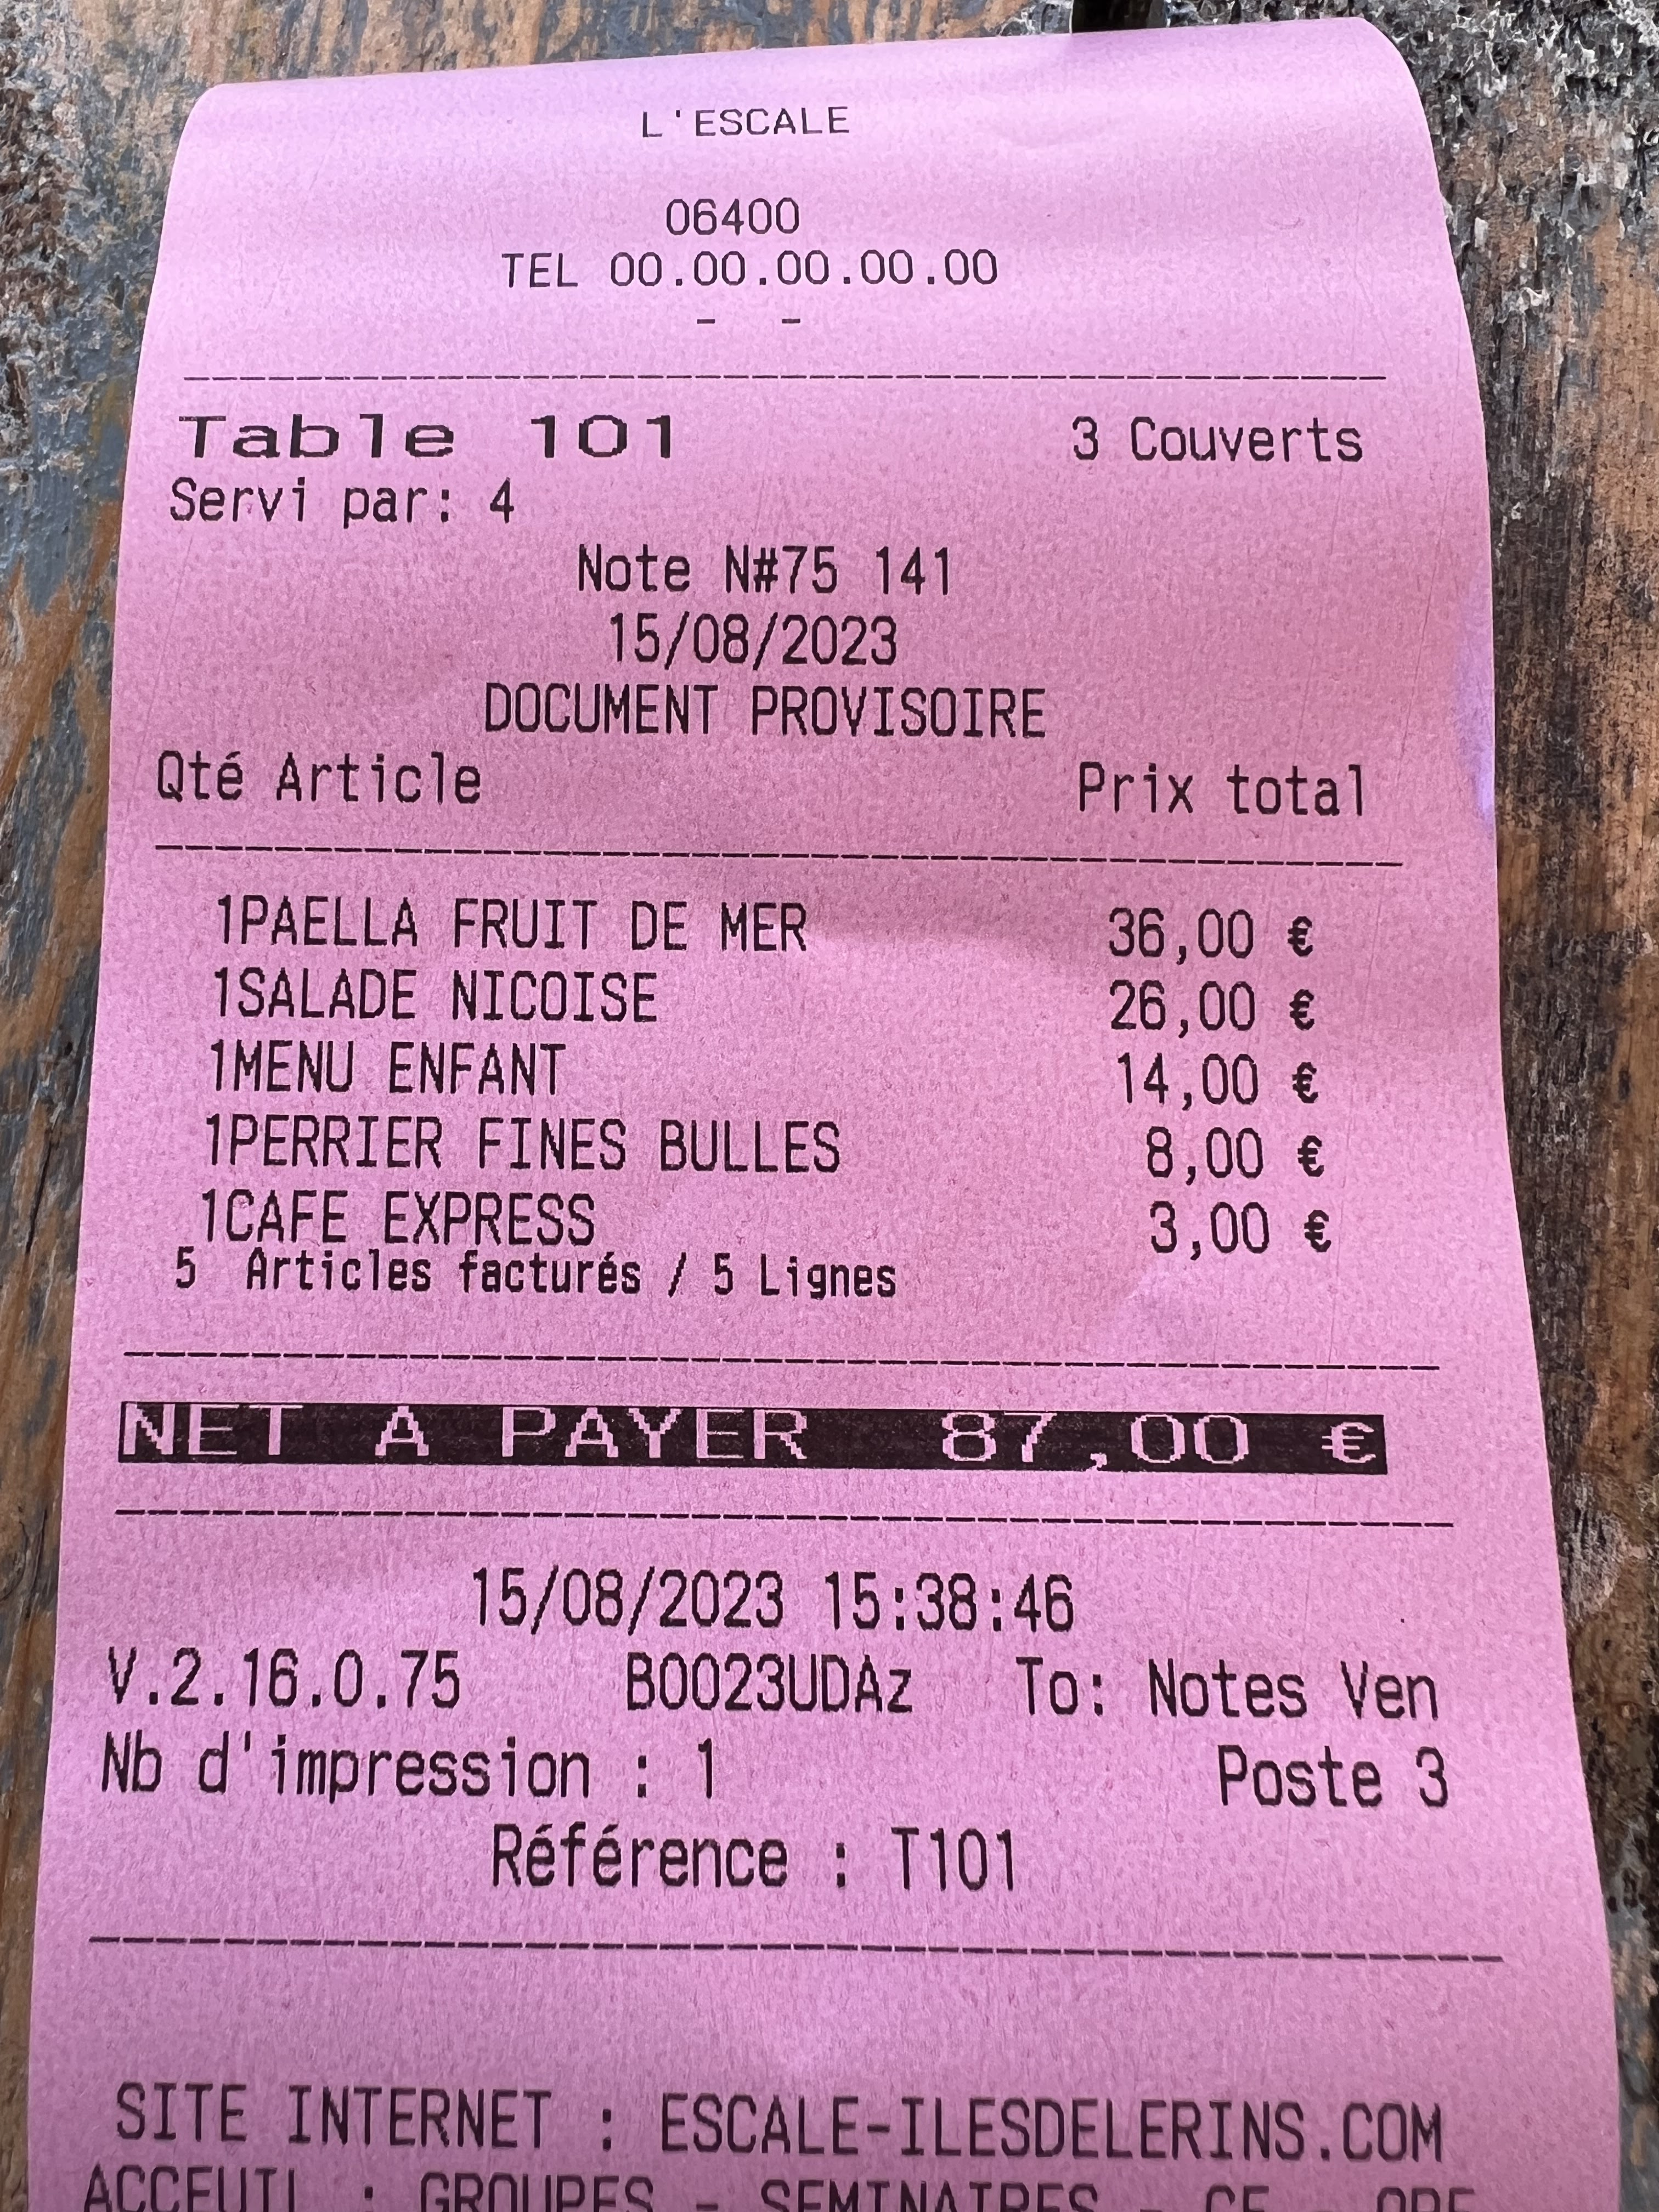 L'ESCALE
06400
TEL 00.00.00.00.00
- -
Table 101 3 Couverts
Servi par: 4
Note N#75 141
15/08/2023
DOCUMENT PROVISOIRE
Qté Article Prix total
1PAELLA FRUIT DE MER 36,00 €
1SALADE NICOISE 26,00 €
1MENU ENFANT 14,00 €
1PERRIER FINES BULLES 8,00 €
1CAFE EXPRESS 3,00 €
5 Articles facturés / 5 Lignes
NET A PAYER 87,00 €
15/08/2023 15:38:46
V.2.16.0.75 B0023UDAz To: Notes Ven
Nb d'impression : 1 Poste 3
Référence : T101
SITE INTERNET : ESCALE-ILESDELERINS.COM
ACCEUIL : GROUPES - SEMINAIRES - CE -